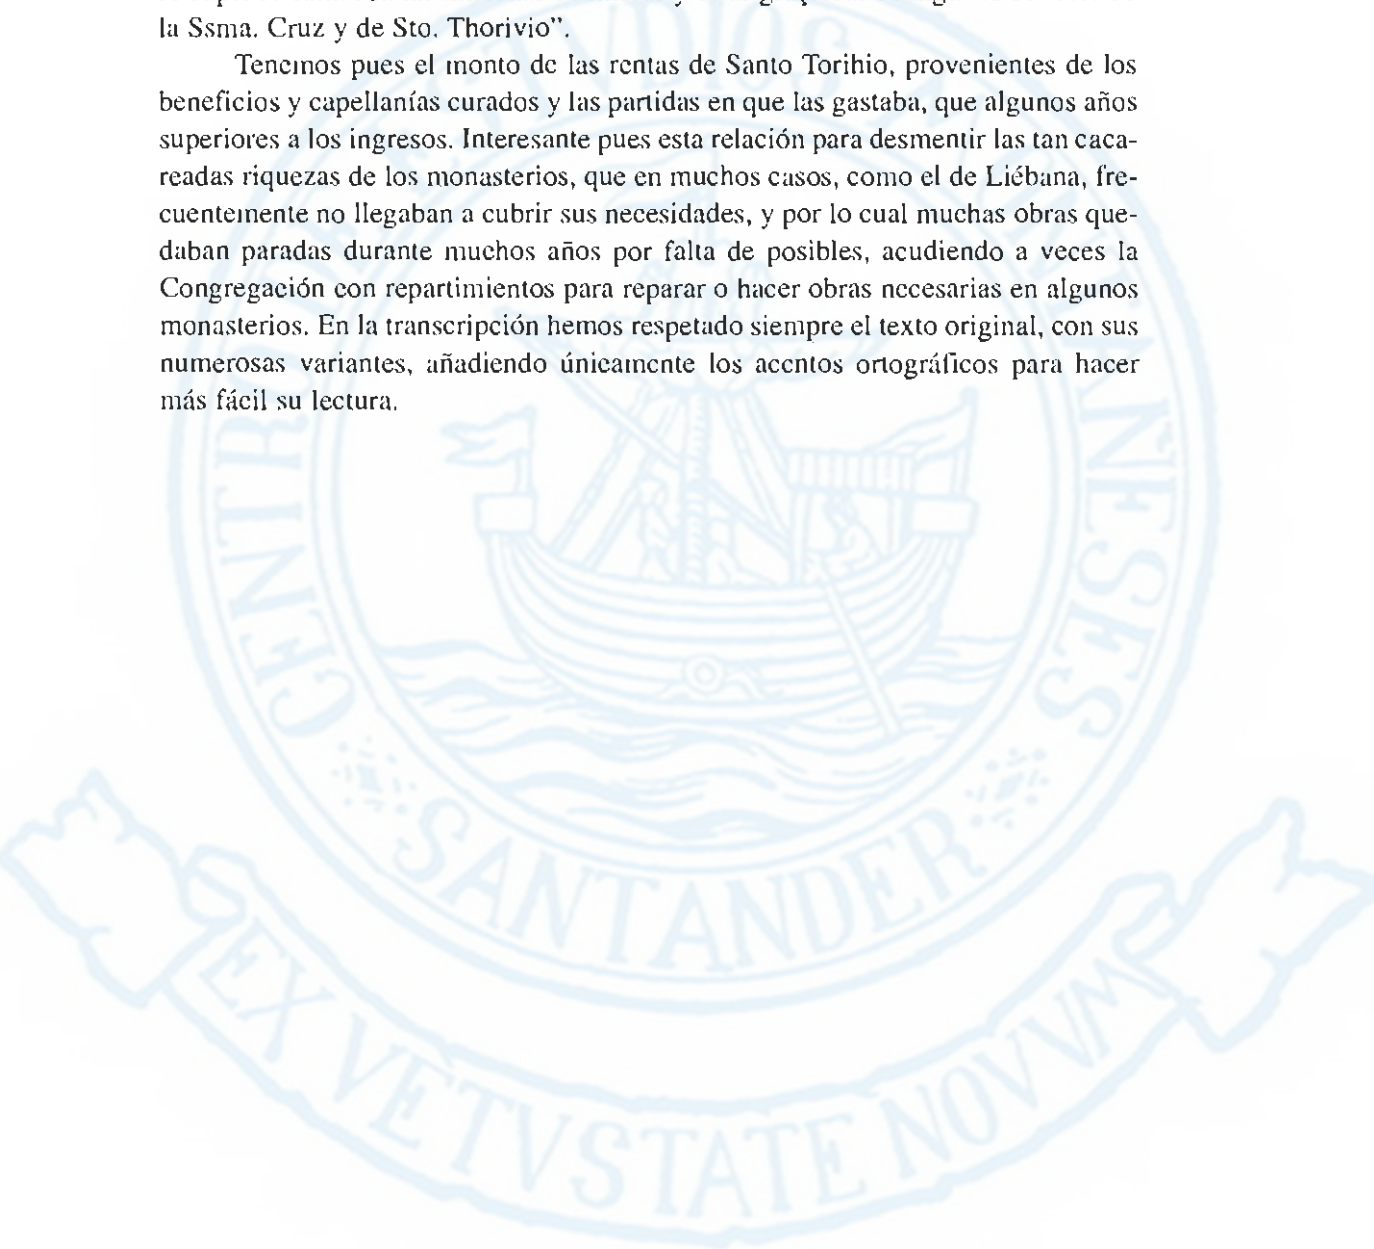 la Ssma. Cruz y de Sto. Thorivio”.
Tenemos pues el monto de las rentas de Santo Toribio, provenientes de los
beneficios y capellanías curados y las partidas en que las gastaba, que algunos años
superiores a los ingresos. Interesante pues esta relación para desmentir las tan caca-
readas riquezas de los monasterios, que en muchos casos, como el de Liébana, fre-
cuentemente no llegaban a cubrir sus necesidades, y por lo cual muchas obras que-
daban paradas durante muchos años por falta de posibles, acudiendo a veces la
Congregación con repartimientos para reparar o hacer obras necesarias en algunos
monasterios. En la transcripción hemos respetado siempre el texto original, con sus
numerosas variantes, añadiendo únicamente los acentos ortográficos para hacer
más fácil su lectura.
CENTRO DE ESTVDIOS MONTAÑESES
SANTANDER
EX VETVSTATE NOVVM